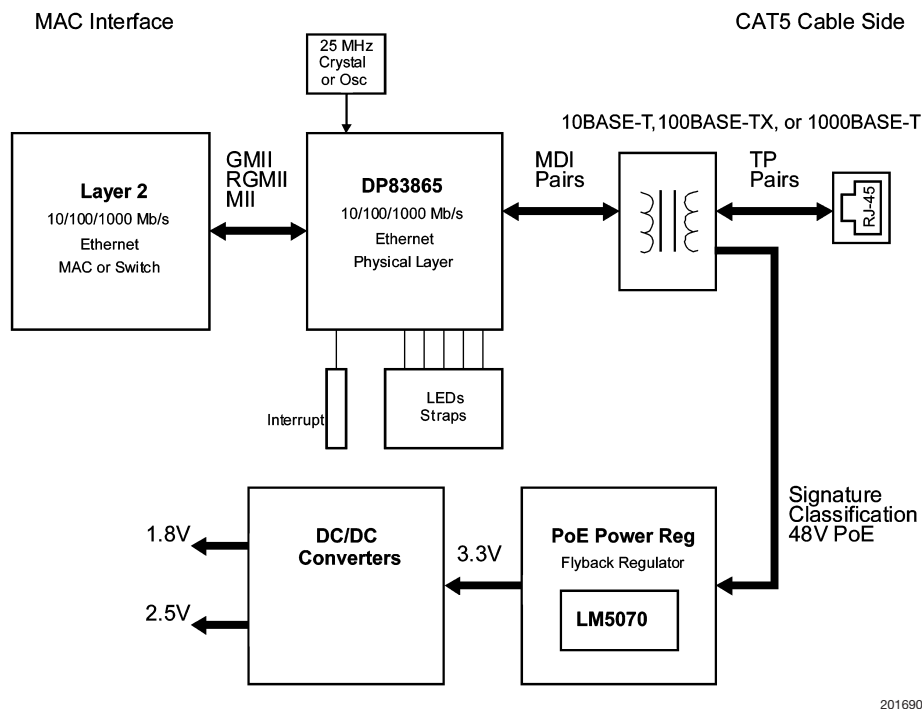 MAC Interface
CAT5 Cable Side
25 MHz
Crystal
or Osc
10BASE-T, 100BASE-TX, or 1000BASE-T
Layer 2
10/100/1000 Mb/s
Ethernet
MAC or Switch
GMII
RGMII
MII
DP83865
10/100/1000 Mb/s
Ethernet
Physical Layer
MDI
Pairs
TP
Pairs
RJ-45
Interrupt
LEDs
Straps
Signature
Classification
48V PoE
1.8V
2.5V
DC/DC
Converters
3.3V
PoE Power Reg
Flyback Regulator
LM5070
201690